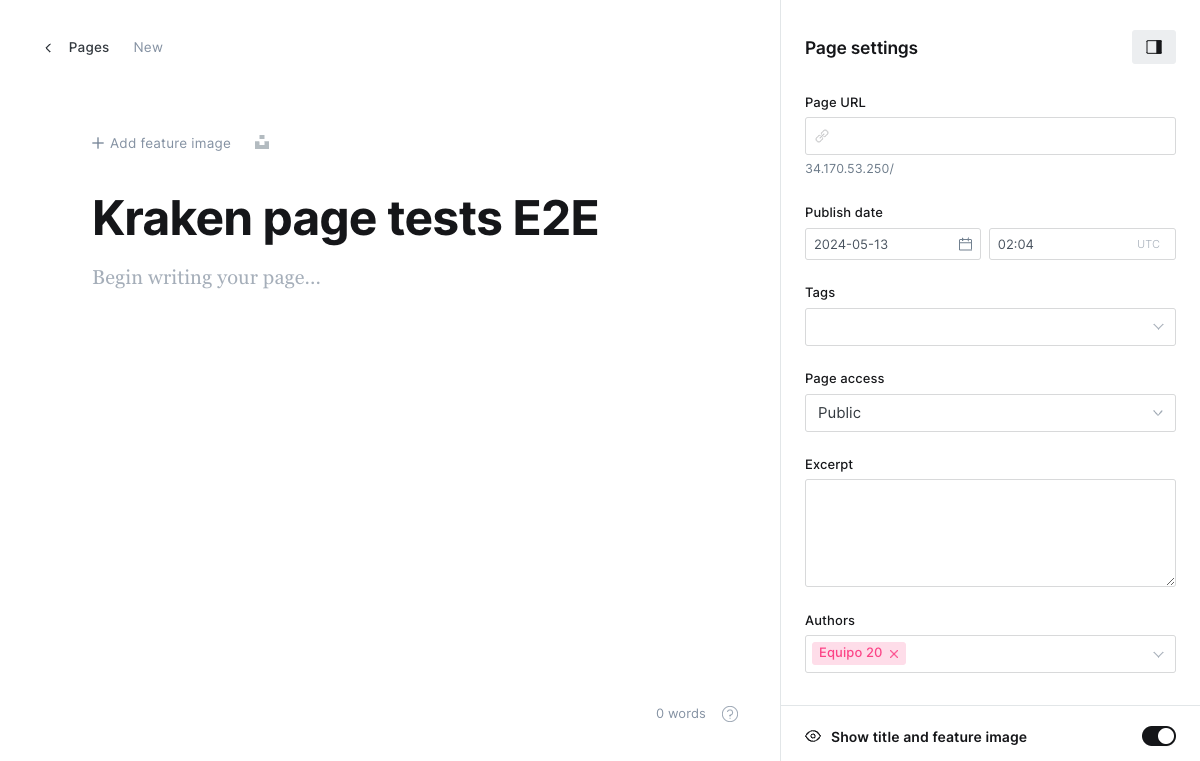 Pages New
Add feature image
Kraken page tests E2E
Begin writing your page...
0 words
Page settings
Page URL
34.170.53.250/
Publish date
2024-05-13 02:04 UTC
Tags
Page access
Public
Excerpt
Authors
Equipo 20
Show title and feature image